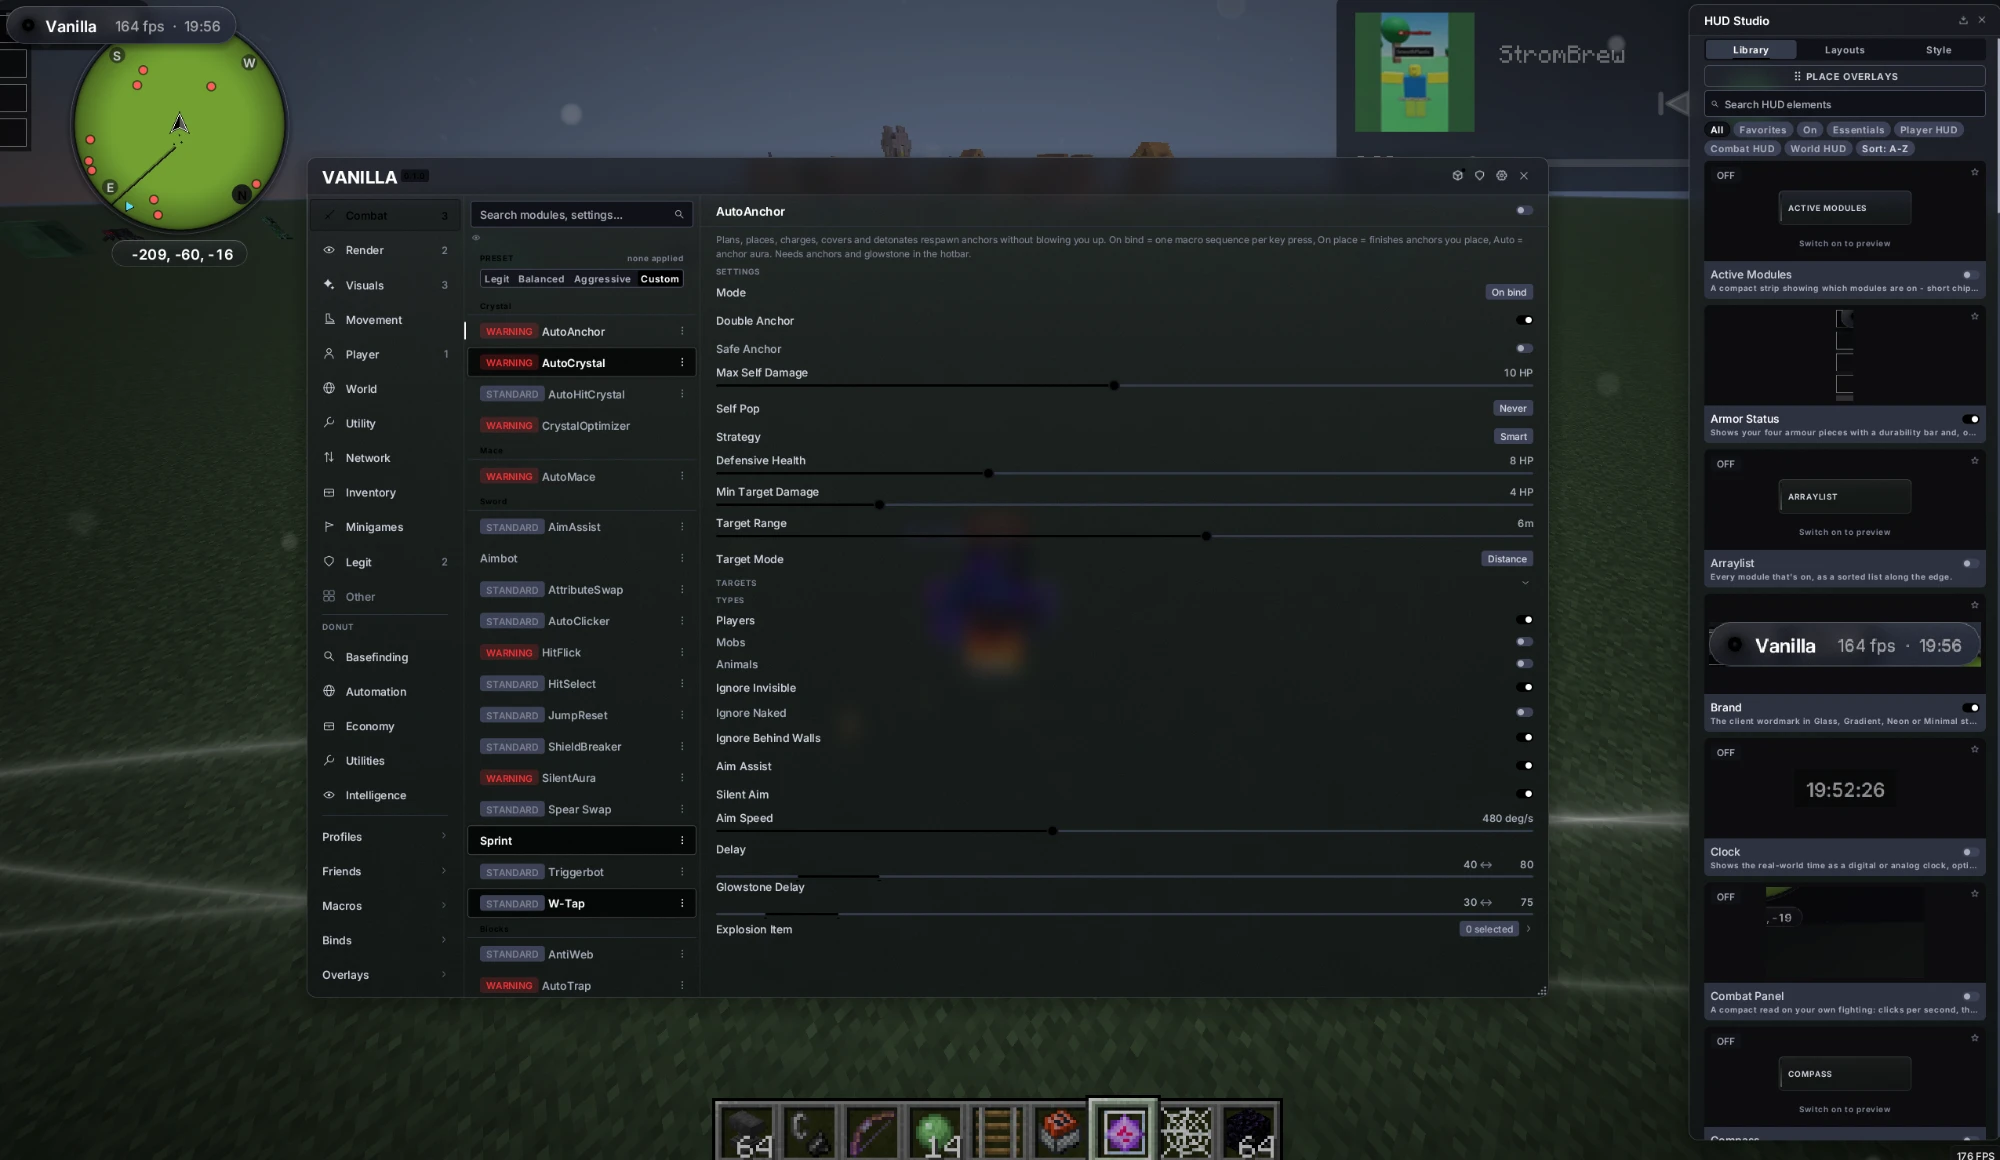 Vanilla 164 fps · 19:56
S
W
E
N
-209, -60, -16
StromBrew
VANILLA
Combat 3
Render 2
Visuals 3
Movement
Player 1
World
Utility
Network
Inventory
Minigames
Legit 2
Other
DONUT
Basefinding
Automation
Economy
Utilities
Intelligence
Profiles
Friends
Macros
Binds
Overlays
Search modules, settings...
PRESET none applied
Legit Balanced Aggressive Custom
Crystal
WARNING AutoAnchor
WARNING AutoCrystal
STANDARD AutoHitCrystal
WARNING CrystalOptimizer
Mace
WARNING AutoMace
Sword
STANDARD AimAssist
Aimbot
STANDARD AttributeSwap
STANDARD AutoClicker
WARNING HitFlick
STANDARD HitSelect
STANDARD JumpReset
STANDARD ShieldBreaker
WARNING SilentAura
STANDARD Spear Swap
Sprint
STANDARD Triggerbot
STANDARD W-Tap
Blocks
STANDARD AntiWeb
WARNING AutoTrap
AutoAnchor
Plans, places, charges, covers and detonates respawn anchors without blowing you up. On bind = one macro sequence per key press, On place = finishes anchors you place, Auto =
anchor aura. Needs anchors and glowstone in the hotbar.
SETTINGS
Mode On bind
Double Anchor
Safe Anchor
Max Self Damage 10 HP
Self Pop Never
Strategy Smart
Defensive Health 8 HP
Min Target Damage 4 HP
Target Range 6m
Target Mode Distance
TARGETS
TYPES
Players
Mobs
Animals
Ignore Invisible
Ignore Naked
Ignore Behind Walls
Aim Assist
Silent Aim
Aim Speed 480 deg/s
Delay
40 ↔ 80
Glowstone Delay
30 ↔ 75
Explosion Item 0 selected
HUD Studio
Library Layouts Style
PLACE OVERLAYS
Search HUD elements
All Favorites On Essentials Player HUD
Combat HUD World HUD Sort: A-Z
OFF
ACTIVE MODULES
Switch on to preview
Active Modules
A compact strip showing which modules are on - short chip...
Armor Status
Shows your four armour pieces with a durability bar and, o...
OFF
ARRAYLIST
Switch on to preview
Arraylist
Every module that's on, as a sorted list along the edge.
Vanilla 164 fps · 19:56
Brand
The client wordmark in Glass, Gradient, Neon or Minimal st...
OFF
19:52:26
Clock
Shows the real-world time as a digital or analog clock, opti...
OFF
, -19
Combat Panel
A compact read on your own fighting: clicks per second, th...
OFF
COMPASS
Switch on to preview
Compass
64
14
64
176 FPS